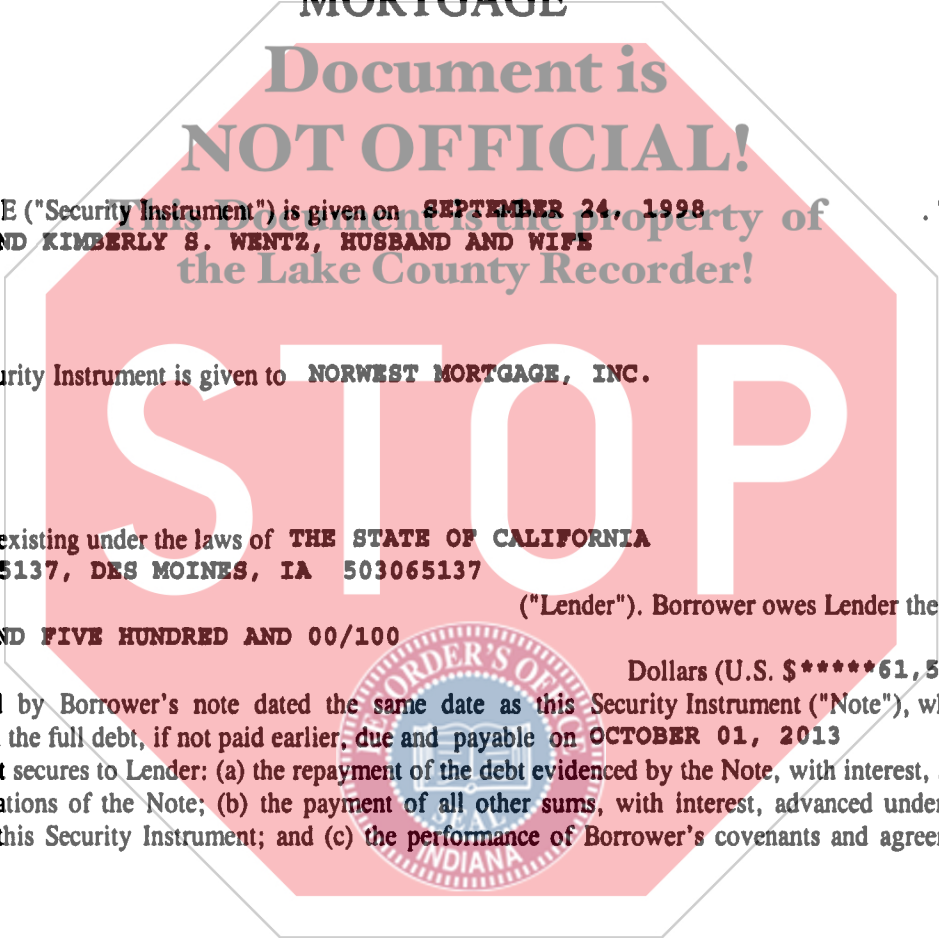 MORTGAGE
Document is
NOT OFFICIAL!
E ("Security Instrument") is given on SEPTEMBER 24, 1998 .
This Document is the property of
ND KIMBERLY S. WENTZ, HUSBAND AND WIFE
the Lake County Recorder!
STOP
urity Instrument is given to NORWEST MORTGAGE, INC.
existing under the laws of THE STATE OF CALIFORNIA
5137, DES MOINES, IA 503065137
("Lender"). Borrower owes Lender the
ND FIVE HUNDRED AND 00/100
RECORDER'S OFFICE
Dollars (U.S. $*****61,5
by Borrower's note dated the same date as this Security Instrument ("Note"), wh
the full debt, if not paid earlier, due and payable on OCTOBER 01, 2013
t secures to Lender: (a) the repayment of the debt evidenced by the Note, with interest,
ations of the Note; (b) the payment of all other sums, with interest, advanced under
SEAL
this Security Instrument; and (c) the performance of Borrower's covenants and agreem
INDIANA